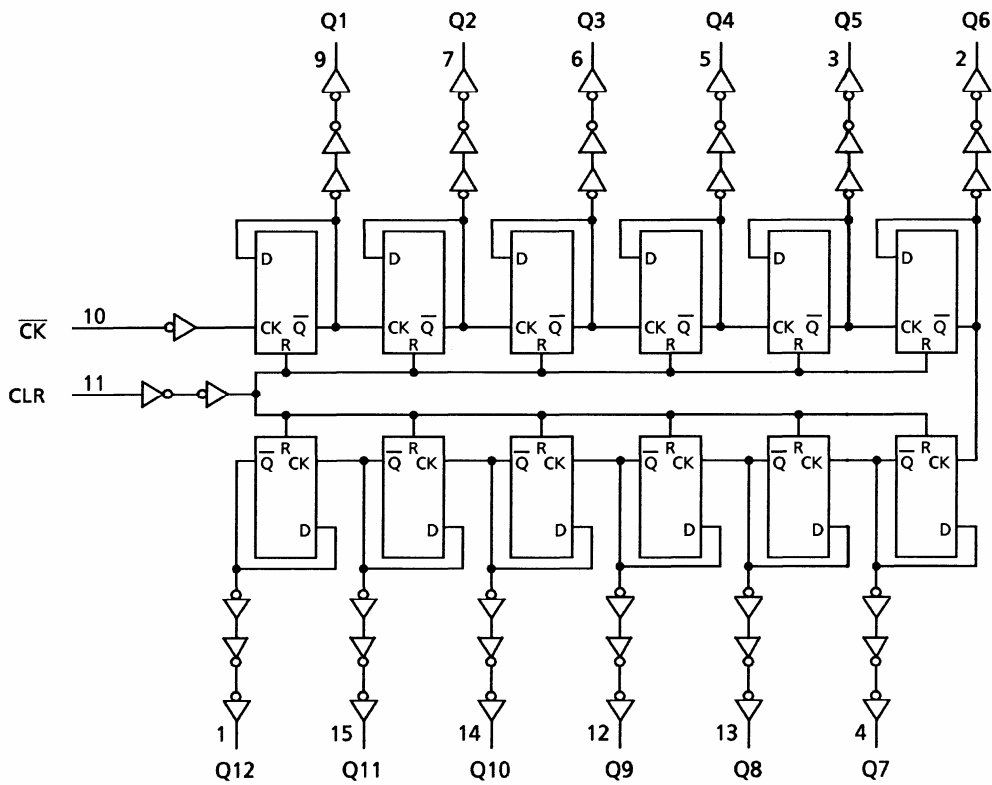 Q1 Q2 Q3 Q4 Q5 Q6
9 7 6 5 3 2
D D D D D D
C̅K̅ 10 CK Q̅ CK Q̅ CK Q̅ CK Q̅ CK Q̅ CK Q̅
R R R R R R
CLR 11
R R R R R R
Q̅ CK Q̅ CK Q̅ CK Q̅ CK Q̅ CK Q̅ CK
D D D D D D
1 15 14 12 13 4
Q12 Q11 Q10 Q9 Q8 Q7